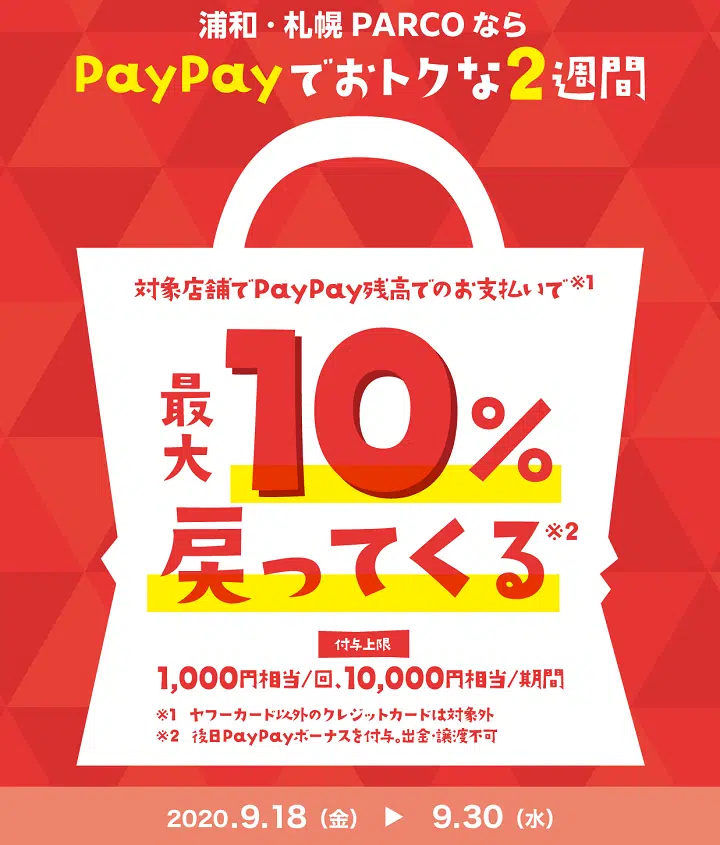 浦和・札幌 PARCOなら
PayPayでおトクな2週間
対象店舗でPayPay残高でのお支払いで※1
最大
10%
戻ってくる※2
付与上限
1,000円相当/回、10,000円相当/期間
※1 ヤフーカード以外のクレジットカードは対象外
※2 後日PayPayボーナスを付与。出金・譲渡不可
2020.9.18（金）▶ 9.30（水）